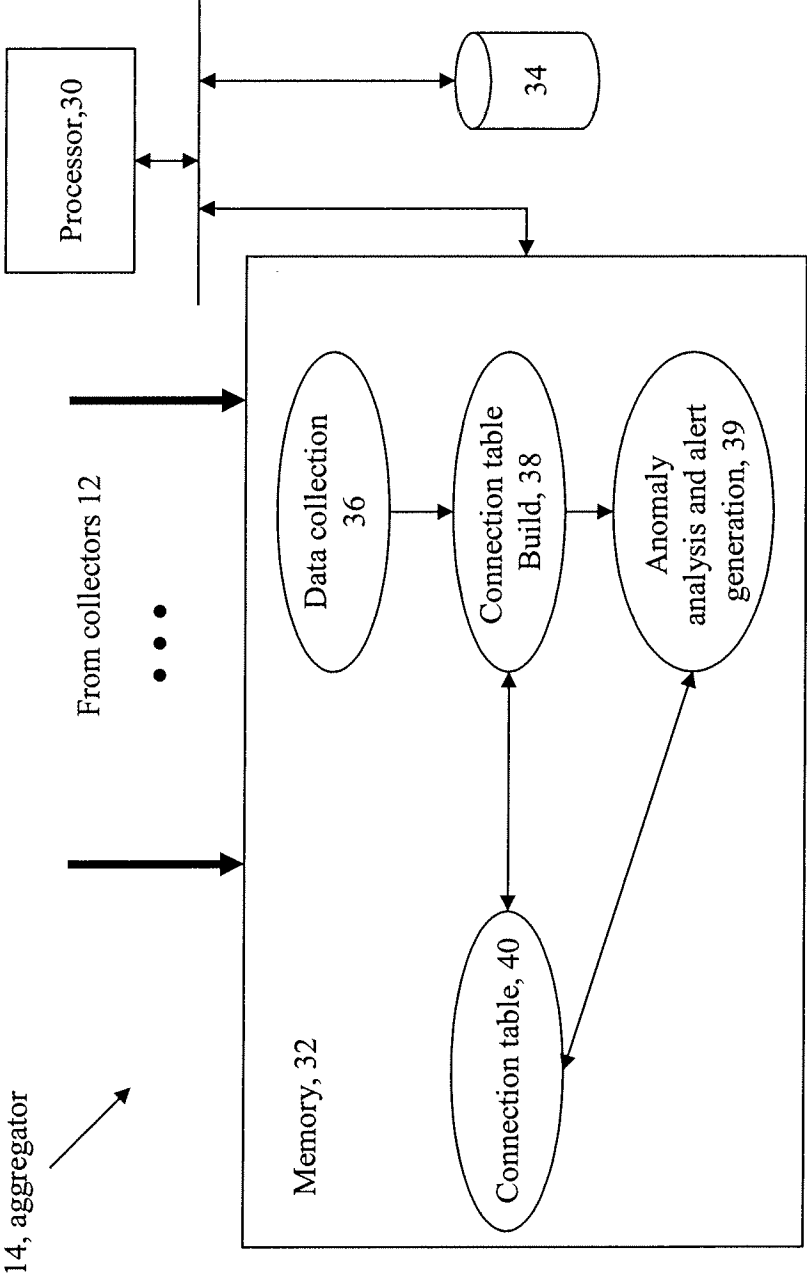 14, aggregator
From collectors 12
Processor,30
34
Memory, 32
Data collection
36
Connection table
Build, 38
Connection table, 40
Anomaly
analysis and alert
generation, 39